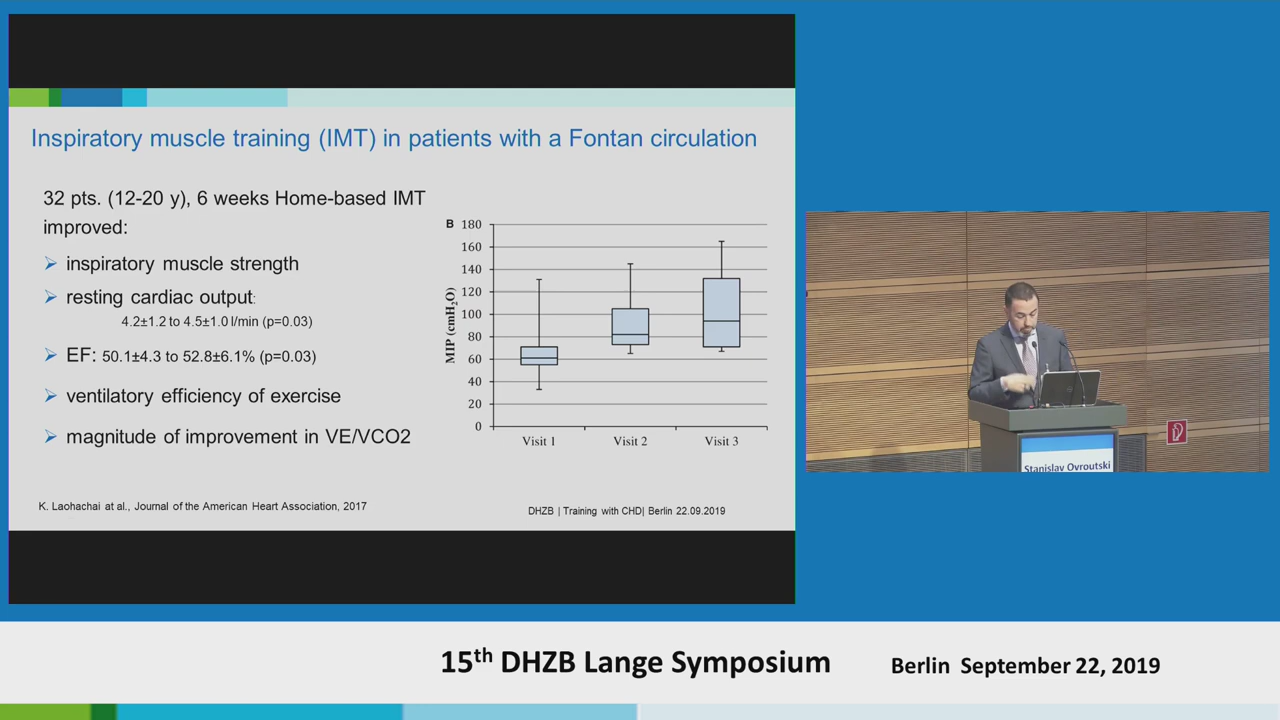 Inspiratory muscle training (IMT) in patients with a Fontan circulation
32 pts. (12-20 y), 6 weeks Home-based IMT
improved:
➢ inspiratory muscle strength
➢ resting cardiac output:
4.2±1.2 to 4.5±1.0 l/min (p=0.03)
➢ EF: 50.1±4.3 to 52.8±6.1% (p=0.03)
➢ ventilatory efficiency of exercise
➢ magnitude of improvement in VE/VCO2
B
MIP (cmH₂O)
180
160
140
120
100
80
60
40
20
0
Visit 1 Visit 2 Visit 3
K. Laohachai at al., Journal of the American Heart Association, 2017
DHZB | Training with CHD| Berlin 22.09.2019
Stanislav Ovroutski
15th DHZB Lange Symposium
Berlin September 22, 2019